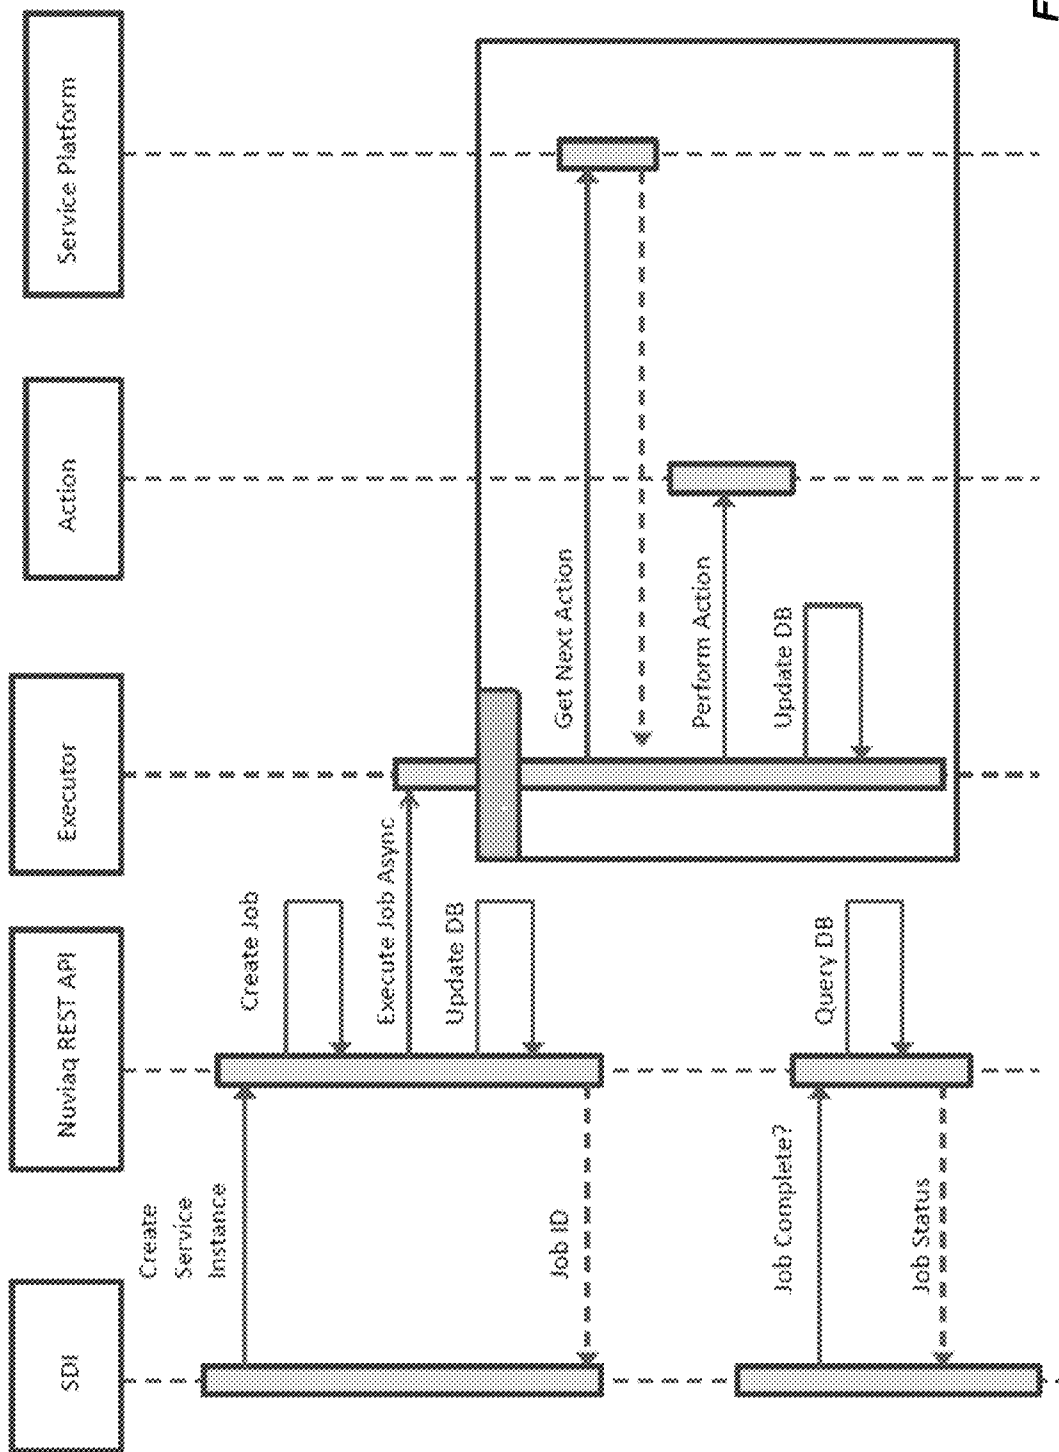 SDI
Nuviaq REST API
Executor
Action
Service Platform
Create
Service
Instance
Create Job
Execute Job Async
Update DB
Get Next Action
Job ID
Perform Action
Update DB
Job Complete?
Query DB
Job Status
F